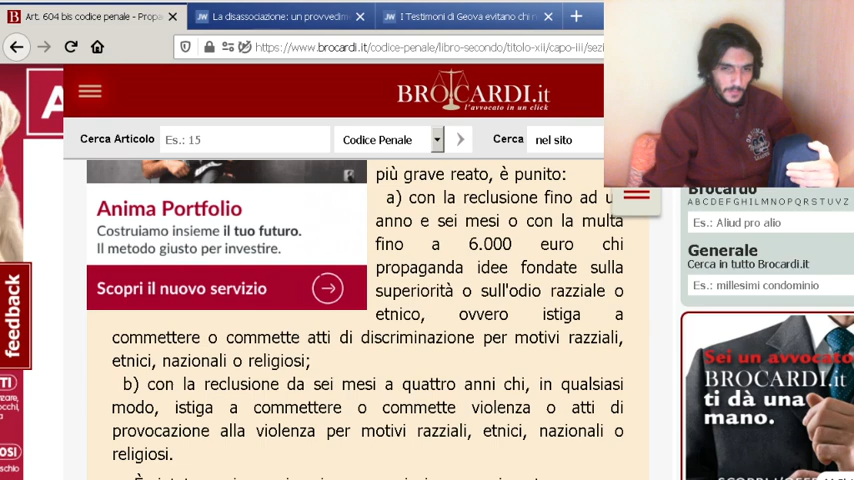 Art. 604 bis codice penale - Propa
La disassociazione: un provvedim
I Testimoni di Geova evitano chi n
https://www.brocardi.it/codice-penale/libro-secondo/titolo-xii/capo-iii/sezi
BROCARDI.it
l'avvocato in un click
Cerca Articolo
Es.: 15
Codice Penale
Cerca
nel sito
più grave reato, è punito:
a) con la reclusione fino ad u
anno e sei mesi o con la multa
fino a 6.000 euro chi
propaganda idee fondate sulla
superiorità o sull'odio razziale o
etnico, ovvero istiga a
commettere o commette atti di discriminazione per motivi razziali,
etnici, nazionali o religiosi;
b) con la reclusione da sei mesi a quattro anni chi, in qualsiasi
modo, istiga a commettere o commette violenza o atti di
provocazione alla violenza per motivi razziali, etnici, nazionali o
religiosi.
Anima Portfolio
Costruiamo insieme il tuo futuro.
Il metodo giusto per investire.
Scopri il nuovo servizio
feedback
Brocardo
A B C D E F G H I L M N O P Q R S T U V Z
Es.: Aliud pro alio
Generale
Cerca in tutto Brocardi.it
Es.: millesimi condominio
Sei un avvocato
BROCARDI.it
ti dà una
mano.